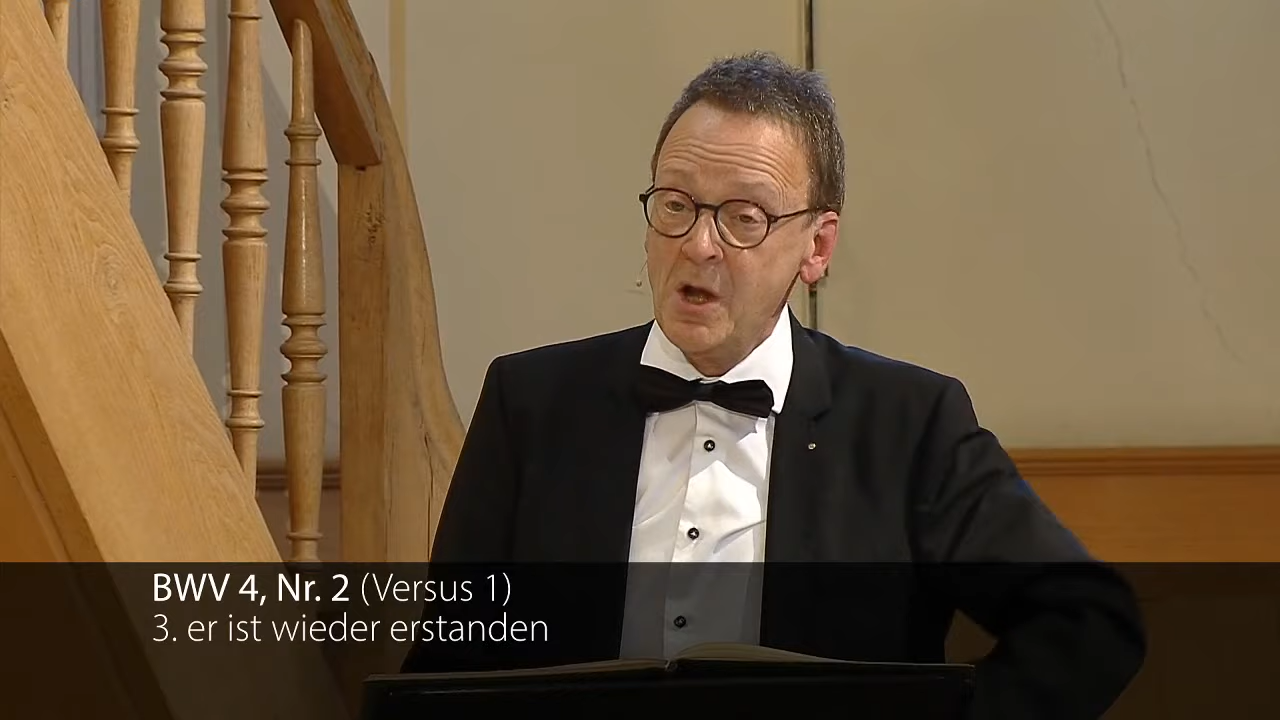 BWV 4, Nr. 2 (Versus 1)
3. er ist wieder erstanden